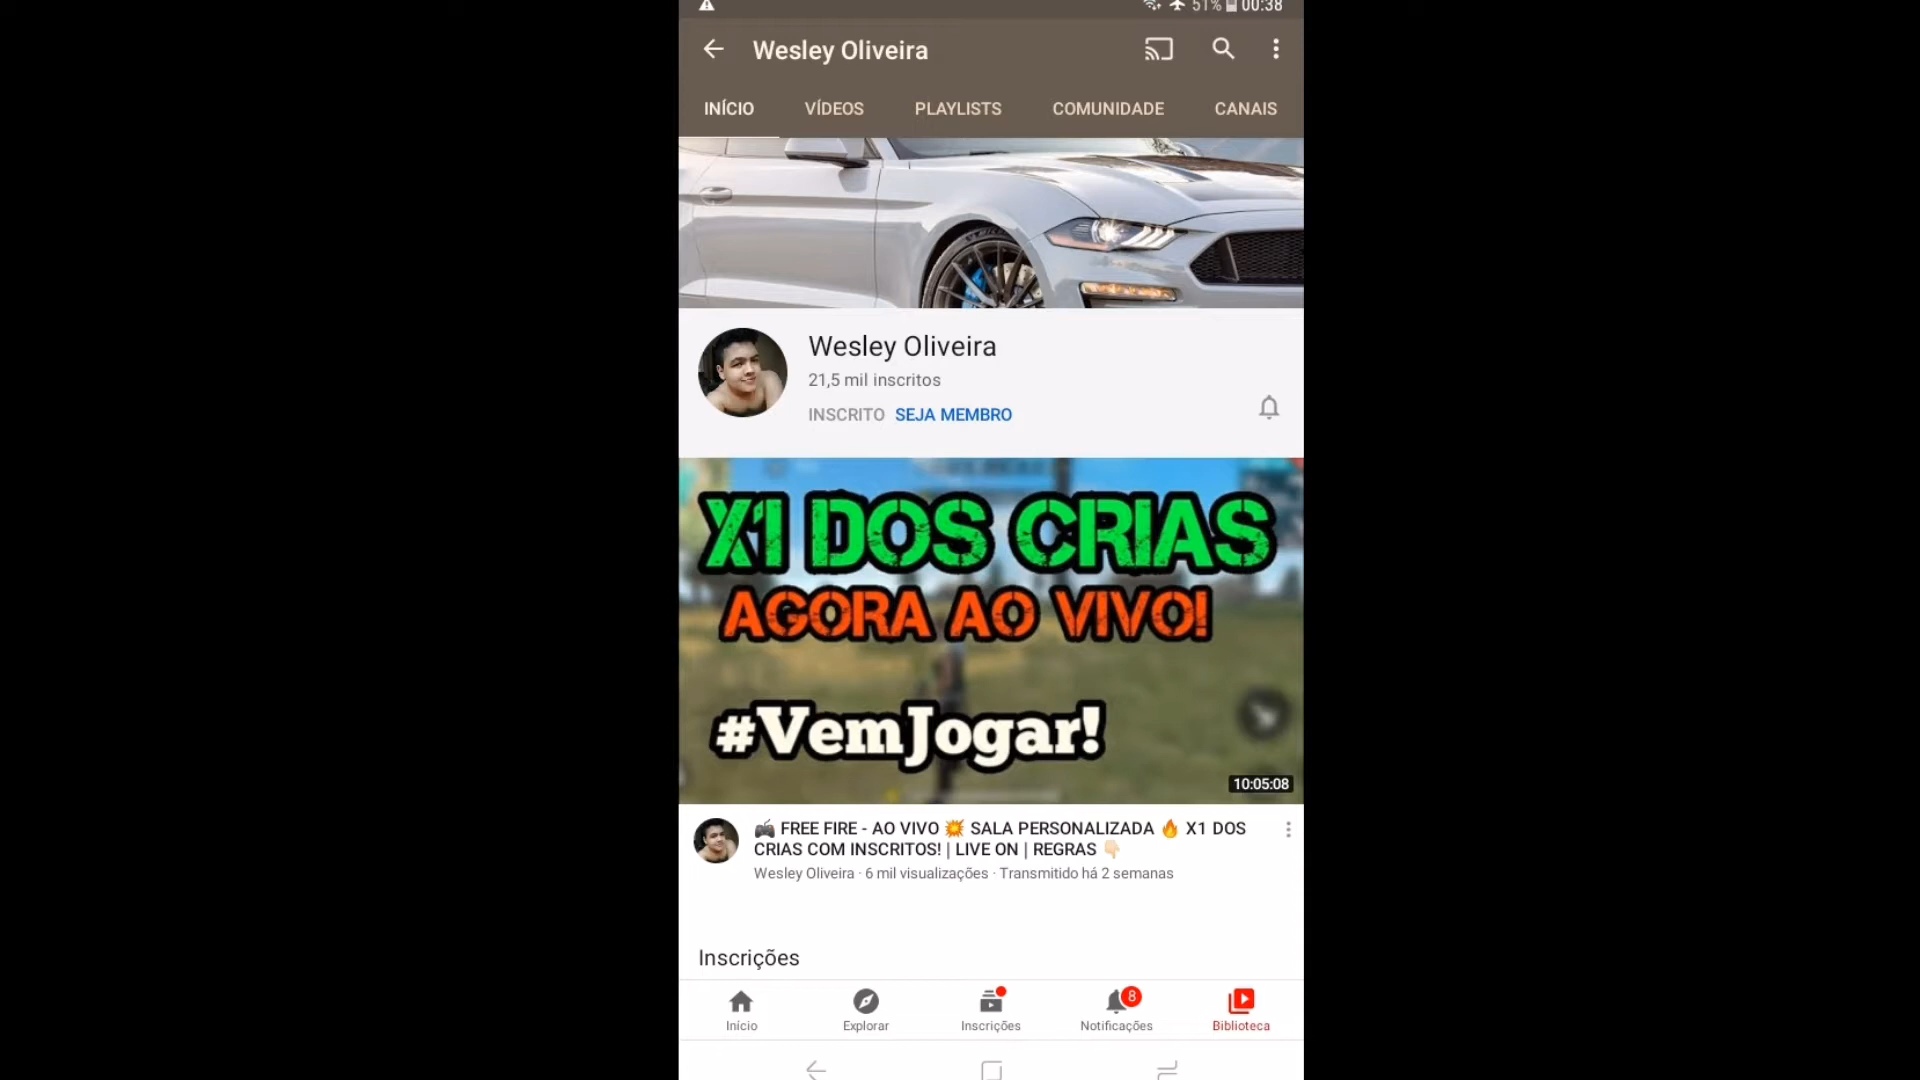 51% 00:38
Wesley Oliveira
INÍCIO VÍDEOS PLAYLISTS COMUNIDADE CANAIS
Wesley Oliveira
21,5 mil inscritos
INSCRITO SEJA MEMBRO
X1 DOS CRIAS
AGORA AO VIVO!
#VemJogar!
10:05:08
🎮 FREE FIRE - AO VIVO 💥 SALA PERSONALIZADA 🔥 X1 DOS
CRIAS COM INSCRITOS! | LIVE ON | REGRAS 👇🏻
Wesley Oliveira · 6 mil visualizações · Transmitido há 2 semanas
Inscrições
8
Início Explorar Inscrições Notificações Biblioteca